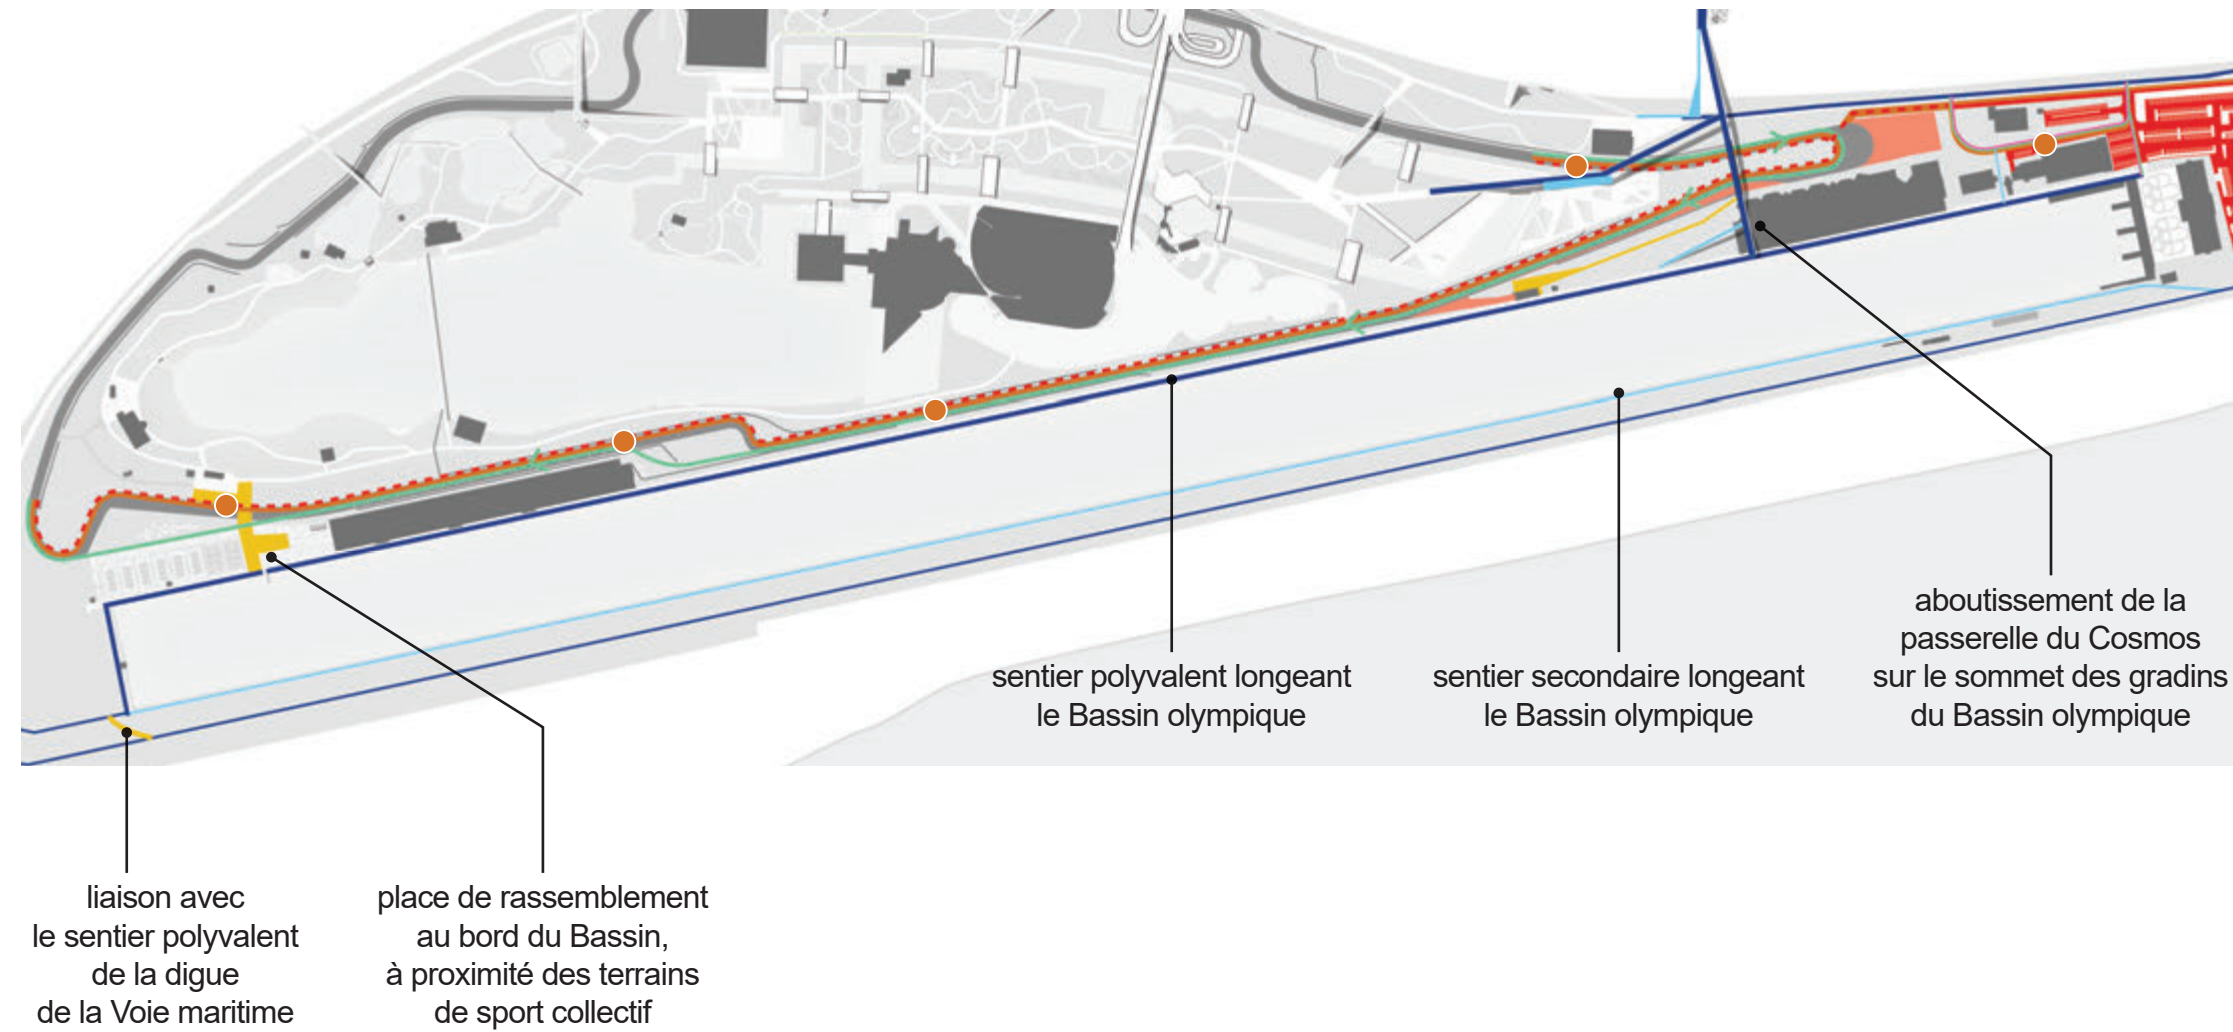 sentier polyvalent longeant
le Bassin olympique
sentier secondaire longeant
le Bassin olympique
aboutissement de la
passerelle du Cosmos
sur le sommet des gradins
du Bassin olympique
liaison avec
le sentier polyvalent
de la digue
de la Voie maritime
place de rassemblement
au bord du Bassin,
à proximité des terrains
de sport collectif